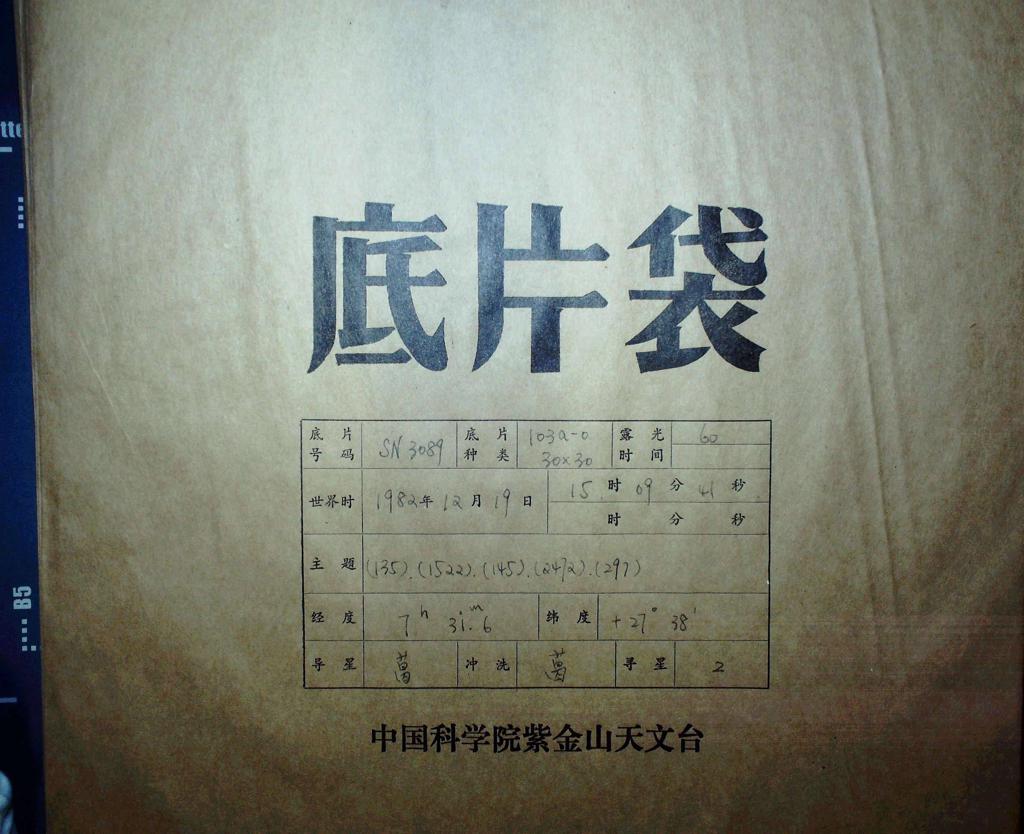 底片袋
底片号码 SN 3089 底片种类 103a-0 30×30 露光时间 60
世界时 1982年12月19日 15时09分41秒
时 分 秒
主题 (135).(1522).(145).(2472).(297)
经度 7h 31.m6 纬度 +27° 38'
导星 冲洗 寻星 2
中国科学院紫金山天文台
B5